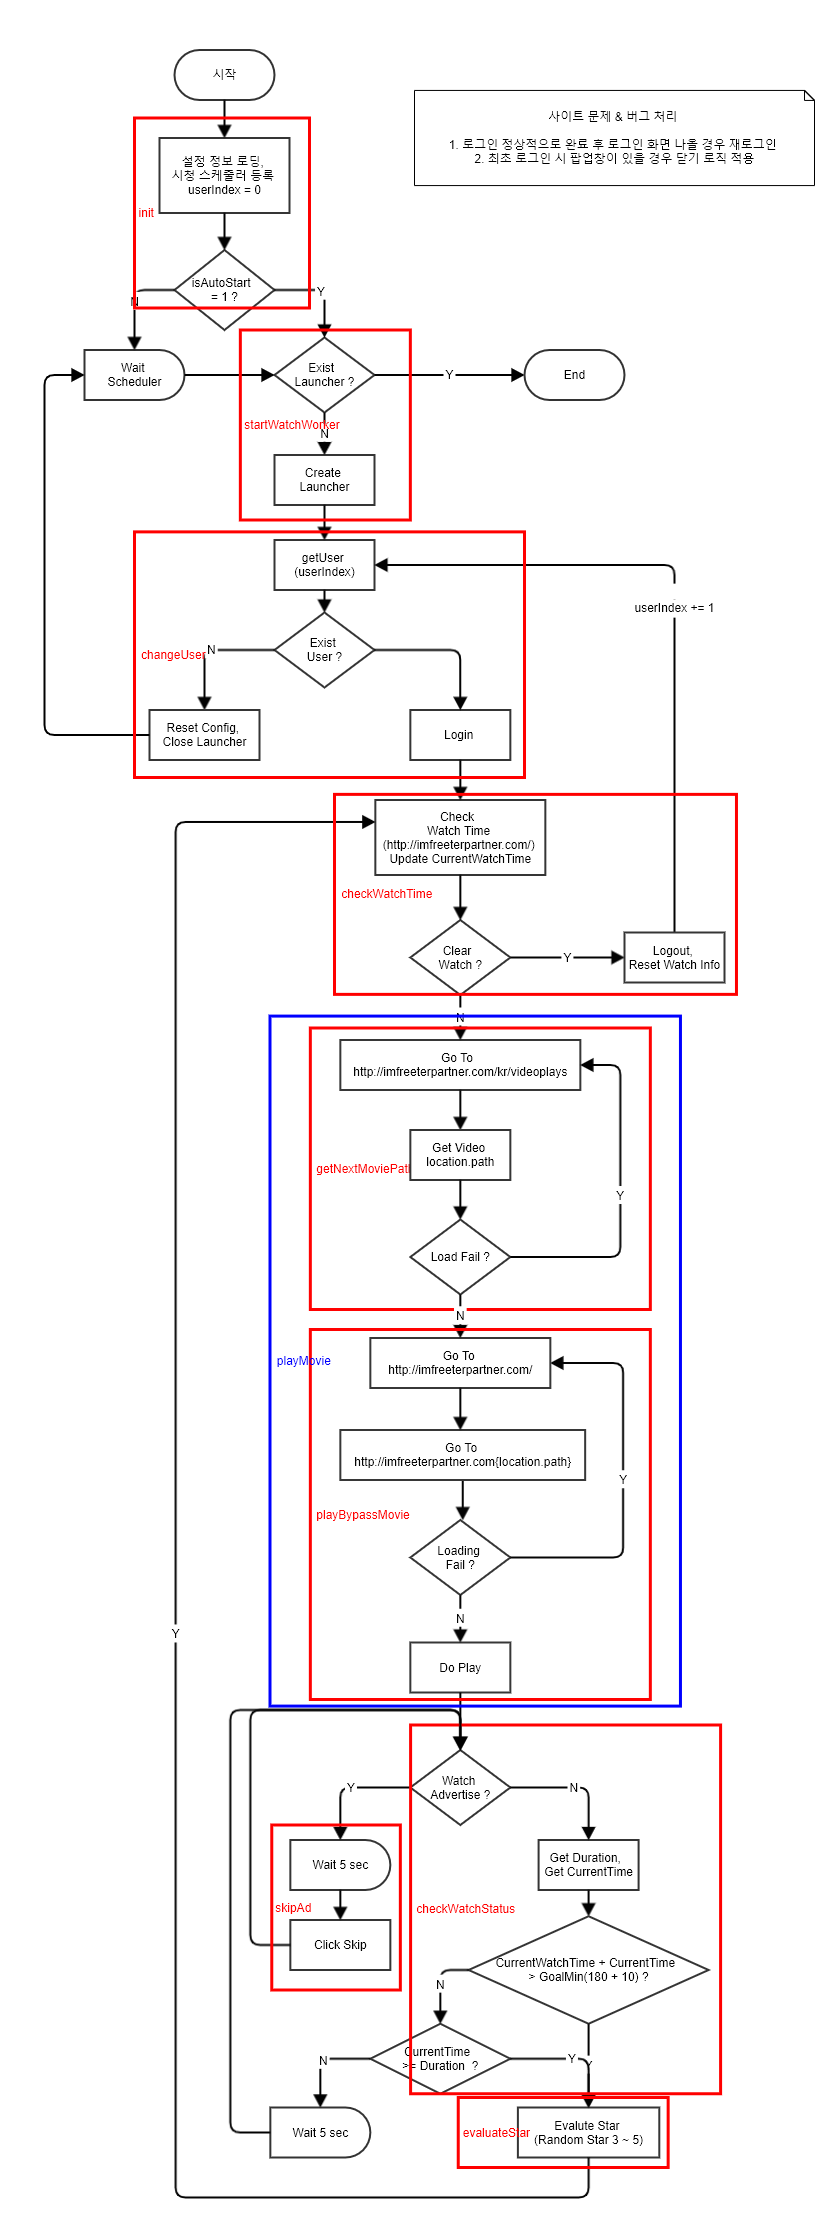 시작
사이트 문제 & 버그 처리
1. 로그인 정상적으로 완료 후 로그인 화면 나올 경우 재로그인
2. 최초 로그인 시 팝업창이 있을 경우 닫기 로직 적용
설정 정보 로딩,
시청 스케줄러 등록
userIndex = 0
init
isAutoStart
= 1 ?
N
Y
Wait
Scheduler
Exist
Launcher ?
Y
End
startWatchWorker
N
Create
Launcher
getUser
(userIndex)
userIndex += 1
Exist
User ?
changeUser
N
Reset Config,
Close Launcher
Login
Check
Watch Time
(http://imfreeterpartner.com/)
Update CurrentWatchTime
checkWatchTime
Clear
Watch ?
Y
Logout,
Reset Watch Info
N
Go To
http://imfreeterpartner.com/kr/videoplays
Get Video
location.path
getNextMoviePath
Y
Load Fail ?
N
Go To
http://imfreeterpartner.com/
playMovie
Go To
http://imfreeterpartner.com{location.path}
Y
playBypassMovie
Loading
Fail ?
N
Y
Do Play
Watch
Advertise ?
Y
N
Wait 5 sec
Get Duration,
Get CurrentTime
skipAd
checkWatchStatus
Click Skip
CurrentWatchTime + CurrentTime
> GoalMin(180 + 10) ?
N
CurrentTime
>= Duration ?
N
Y
Y
Wait 5 sec
Evalute Star
(Random Star 3 ~ 5)
evaluateStar